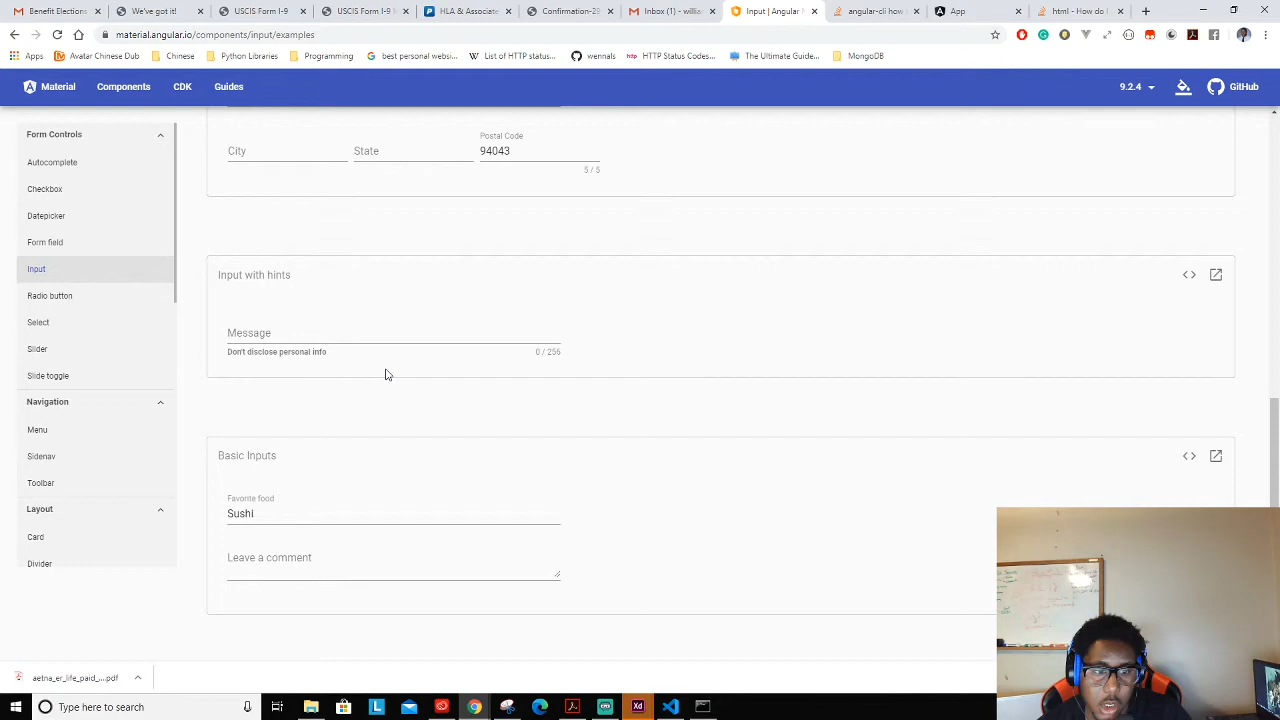 Benefit Elections
We've got it!
USCIS Form I-9
USCIS Form I-9
HLA & Associate
Confirmation-29
Inbox (1) - willia
Input | Angular M
angular-cli how
App
html - How do I
material.angular.io/components/input/examples
Apps
Avatar Dance Club
Chinese
Python Libraries
Programming
best personal websi...
List of HTTP status...
wennals
HTTP Status Codes...
The Ultimate Guide...
MongoDB
Material
Components
CDK
Guides
9.2.4
GitHub
Form Controls
Autocomplete
Checkbox
Datepicker
Form field
Input
Radio button
Select
Slider
Slide toggle
Navigation
Menu
Sidenav
Toolbar
Layout
Card
Divider
City
State
Postal Code
94043
5 / 5
Input with hints
Message
Don't disclose personal info
0 / 256
Basic Inputs
Favorite food
Sushi
Leave a comment
aetna_er_life_paid_....pdf
Type here to search